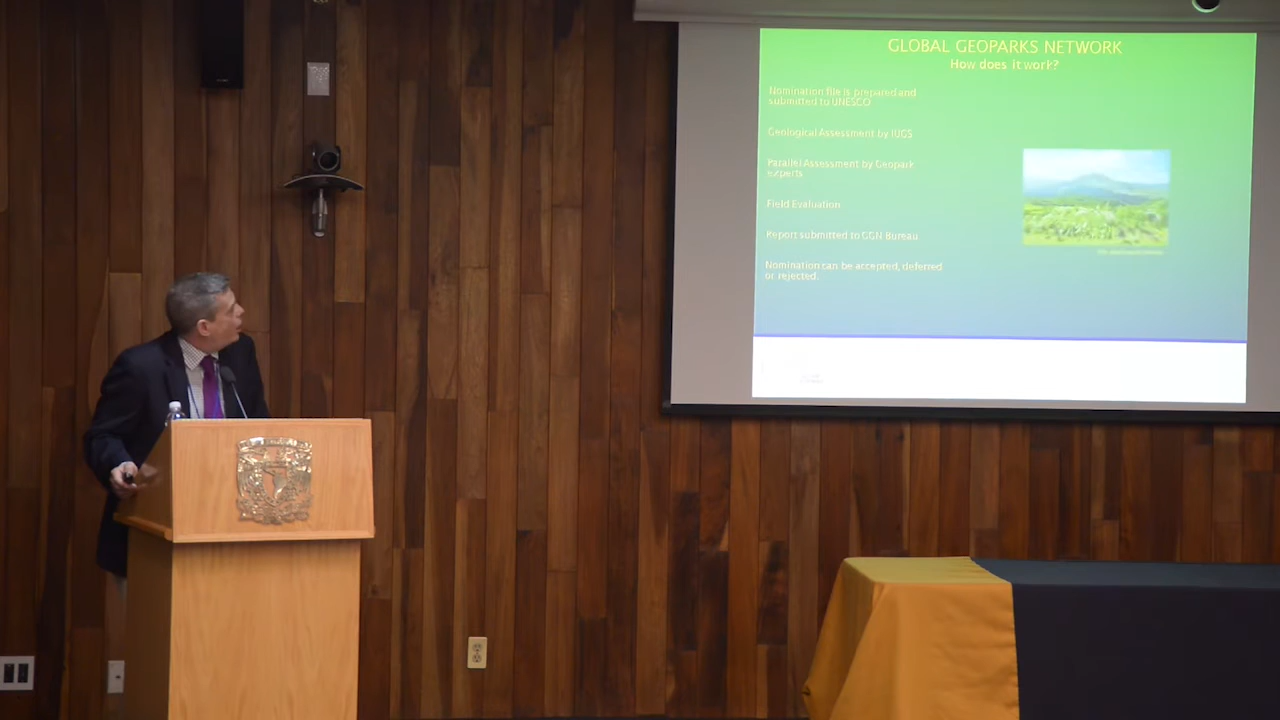 GLOBAL GEOPARKS NETWORK
How does it work?
Nomination file is prepared and
submitted to UNESCO
Geological Assessment by IUGS
Parallel Assessment by Geopark
experts
Field Evaluation
Report submitted to GGN Bureau
Nomination can be accepted, deferred
or rejected.